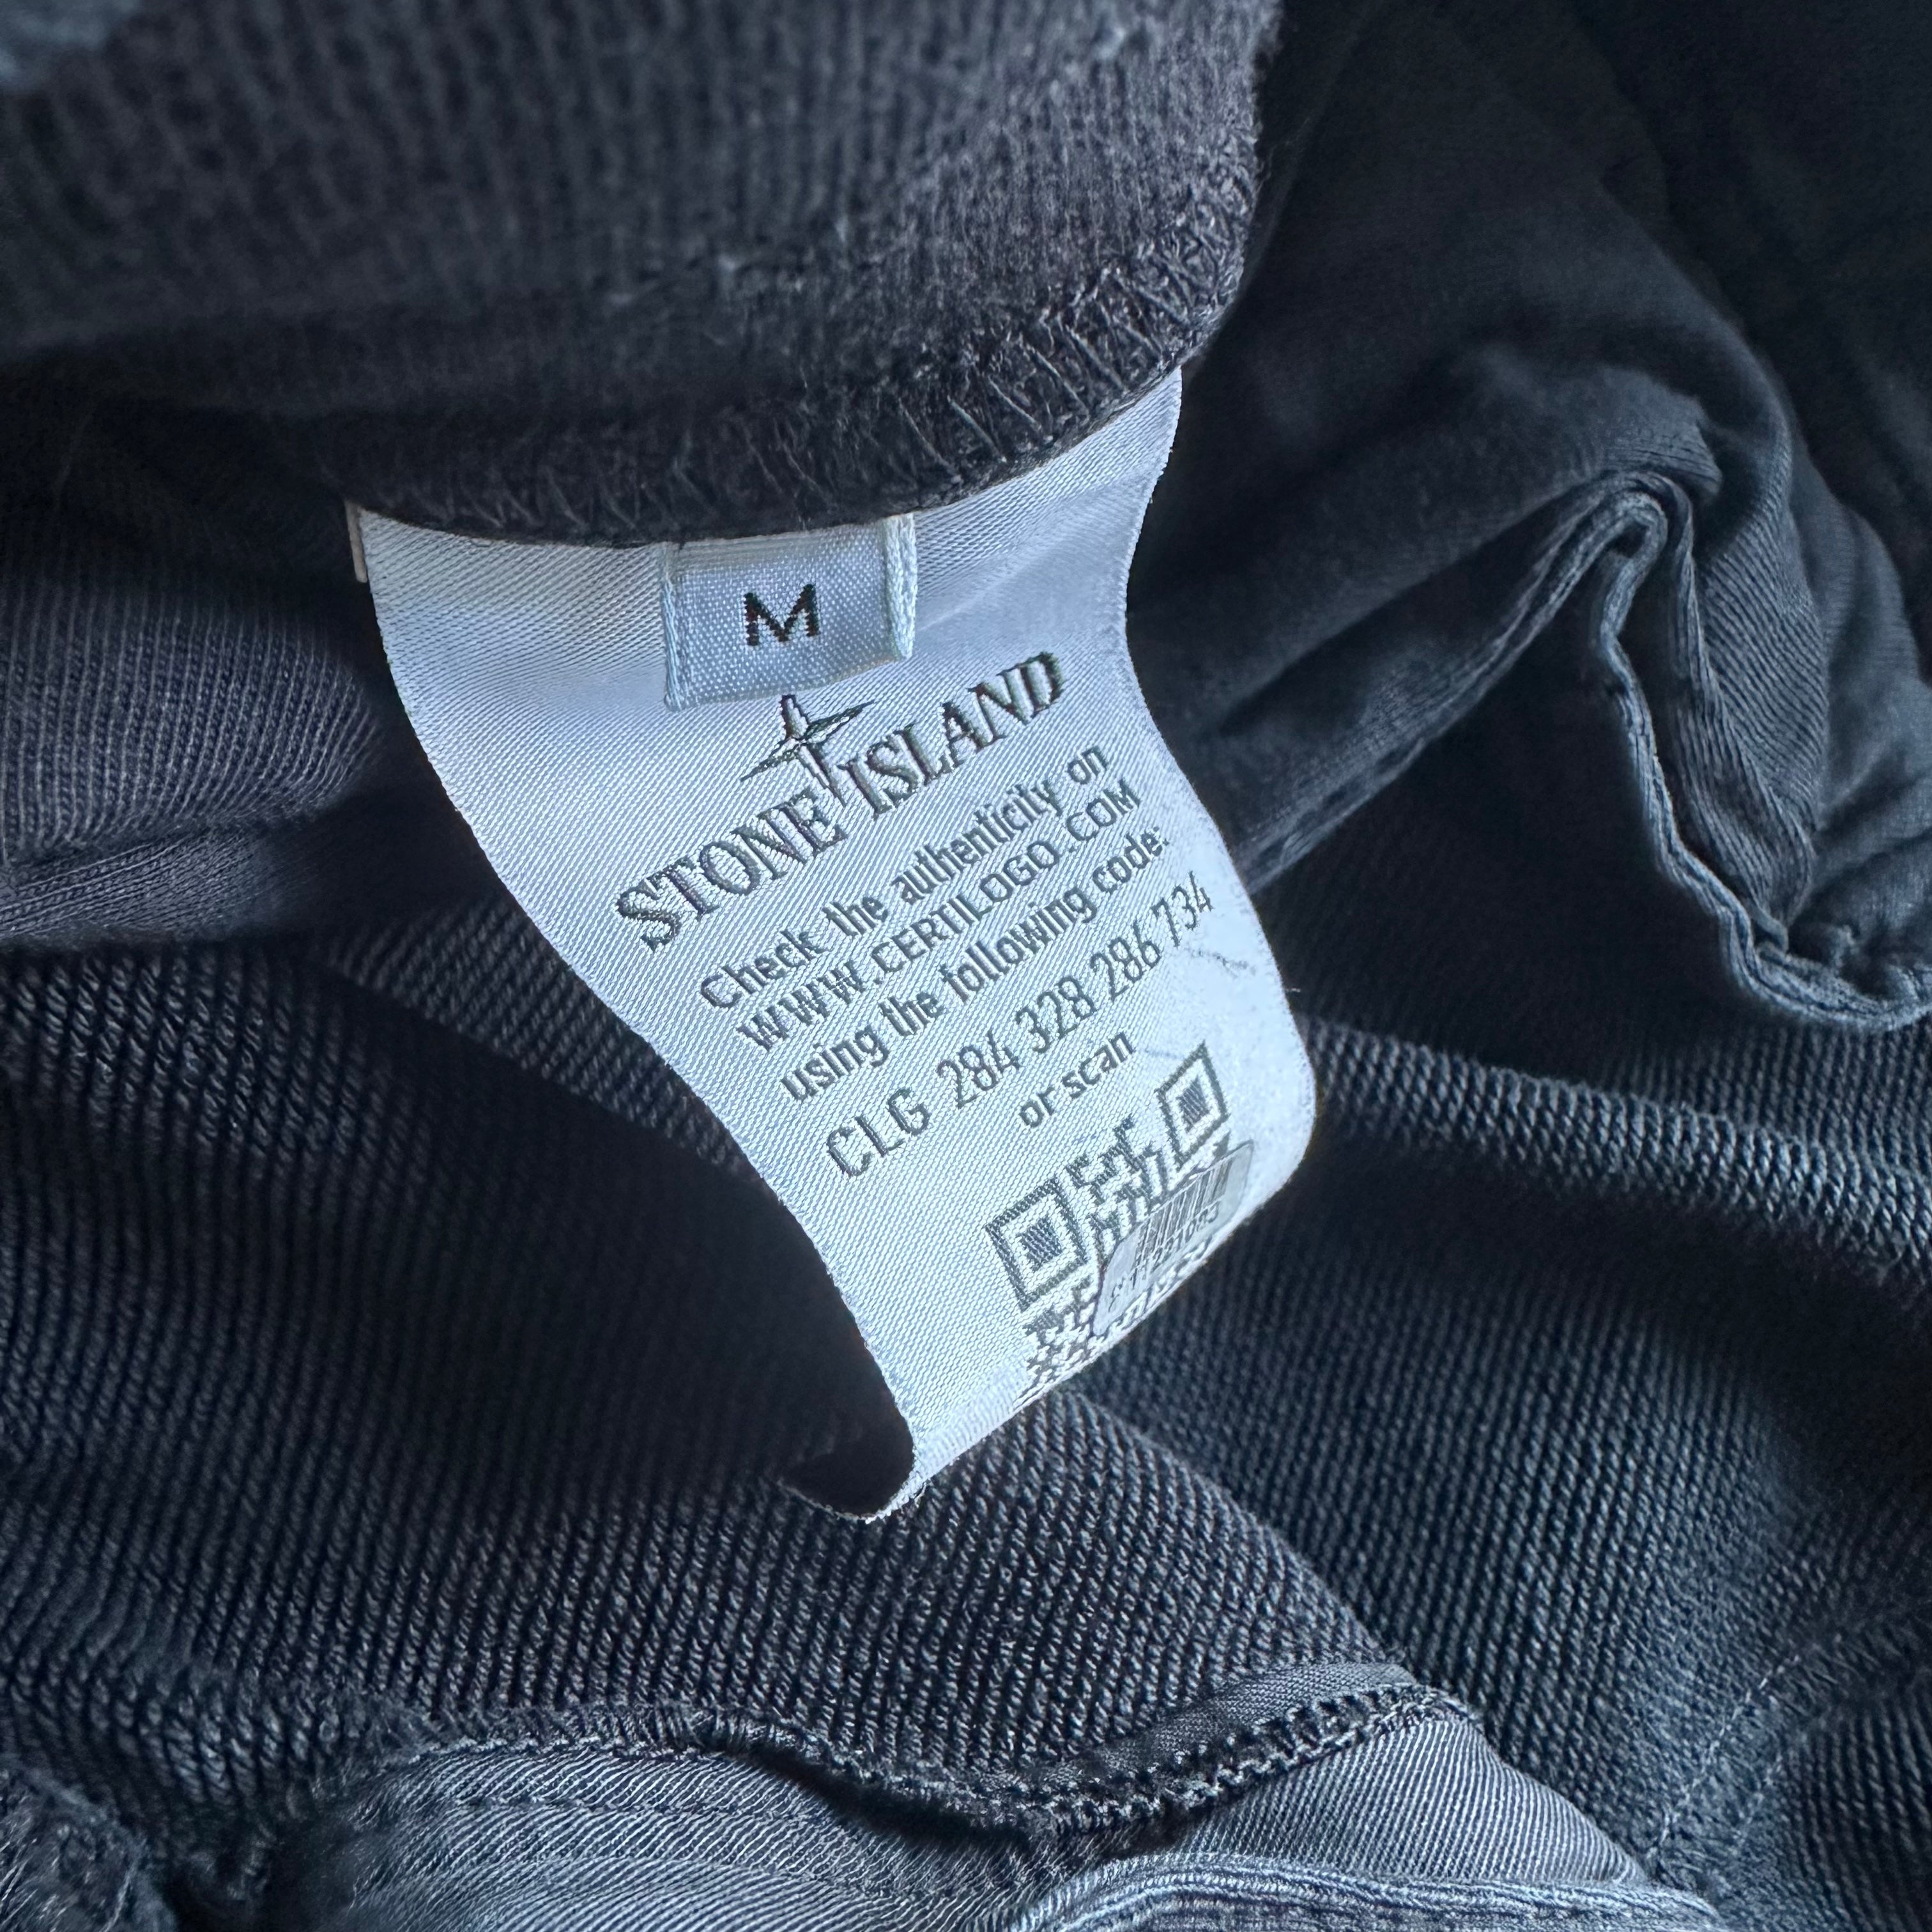 M
STONE ISLAND
Check the authenticity on
WWW.CERTILOGO.COM
using the following code:
CLG 284 328 286 734
or scan